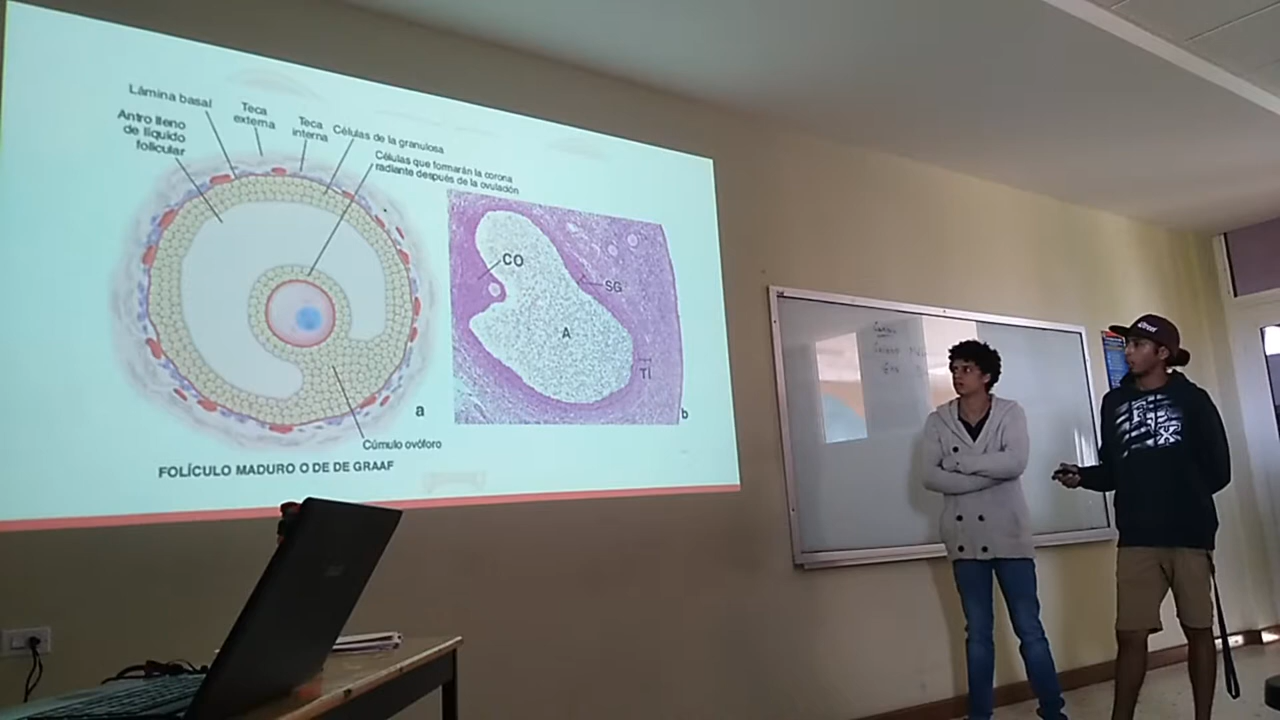 Lámina basal
Teca
externa
Teca
interna
Células de la granulosa
Antro lleno
de líquido
folicular
Células que formarán la corona
radiante después de la ovulación
CO
SG
A
TI
a
b
Cúmulo ovóforo
FOLÍCULO MADURO O DE DE GRAAF